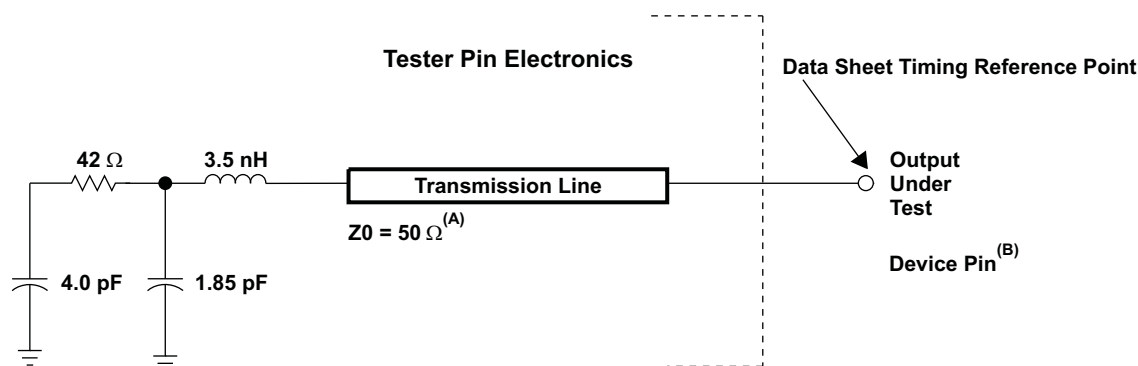 Tester Pin Electronics
Data Sheet Timing Reference Point
42 Ω
3.5 nH
Transmission Line
Output
Under
Test
Z0 = 50 Ω(A)
Device Pin(B)
4.0 pF
1.85 pF